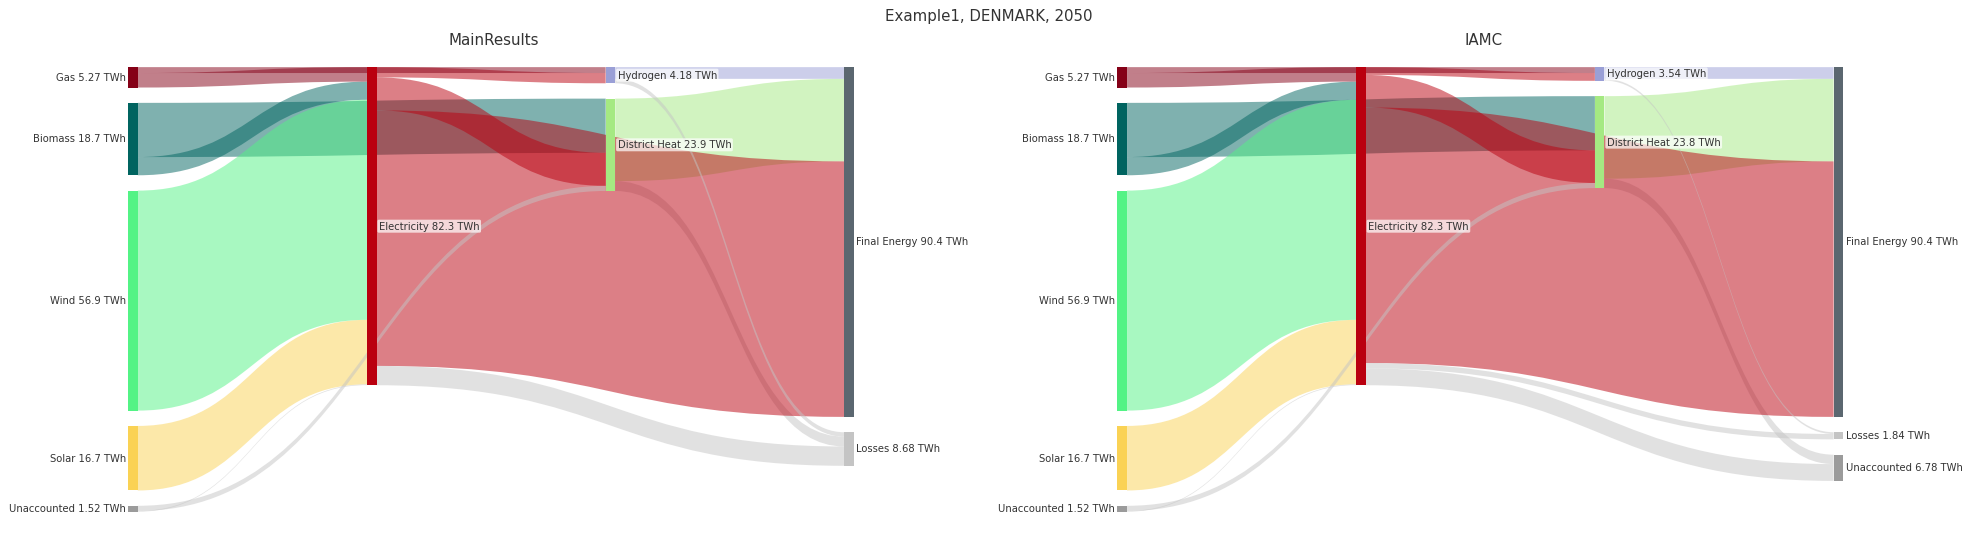 Example1, DENMARK, 2050
MainResults
Gas 5.27 TWh
Biomass 18.7 TWh
Wind 56.9 TWh
Solar 16.7 TWh
Unaccounted 1.52 TWh
Electricity 82.3 TWh
Hydrogen 4.18 TWh
District Heat 23.9 TWh
Final Energy 90.4 TWh
Losses 8.68 TWh
IAMC
Gas 5.27 TWh
Biomass 18.7 TWh
Wind 56.9 TWh
Solar 16.7 TWh
Unaccounted 1.52 TWh
Electricity 82.3 TWh
Hydrogen 3.54 TWh
District Heat 23.8 TWh
Final Energy 90.4 TWh
Losses 1.84 TWh
Unaccounted 6.78 TWh